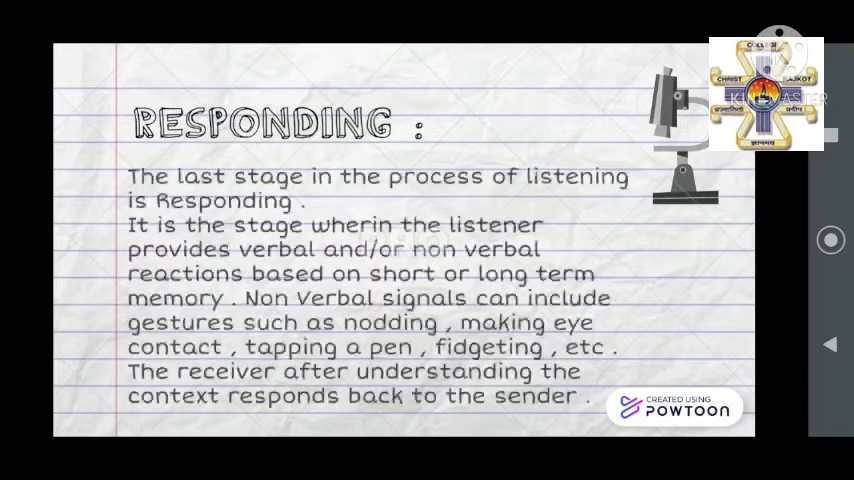 RESPONDING :
The last stage in the process of listening
is Responding .
It is the stage wherin the listener
provides verbal and/or non verbal
reactions based on short or long term
memory . Non Verbal signals can include
gestures such as nodding , making eye
contact , tapping a pen , fidgeting , etc .
The receiver after understanding the
context responds back to the sender .
COLLEGE
CHRIST RAJKOT
KINEMASTER
ज्ञानमय
CREATED USING
POWTOON